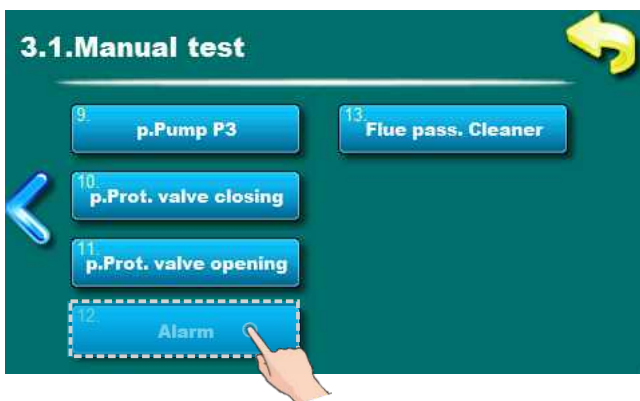 3.1.Manual test
9.
p.Pump P3
13.
Flue pass. Cleaner
10.
p.Prot. valve closing
11.
p.Prot. valve opening
12.
Alarm